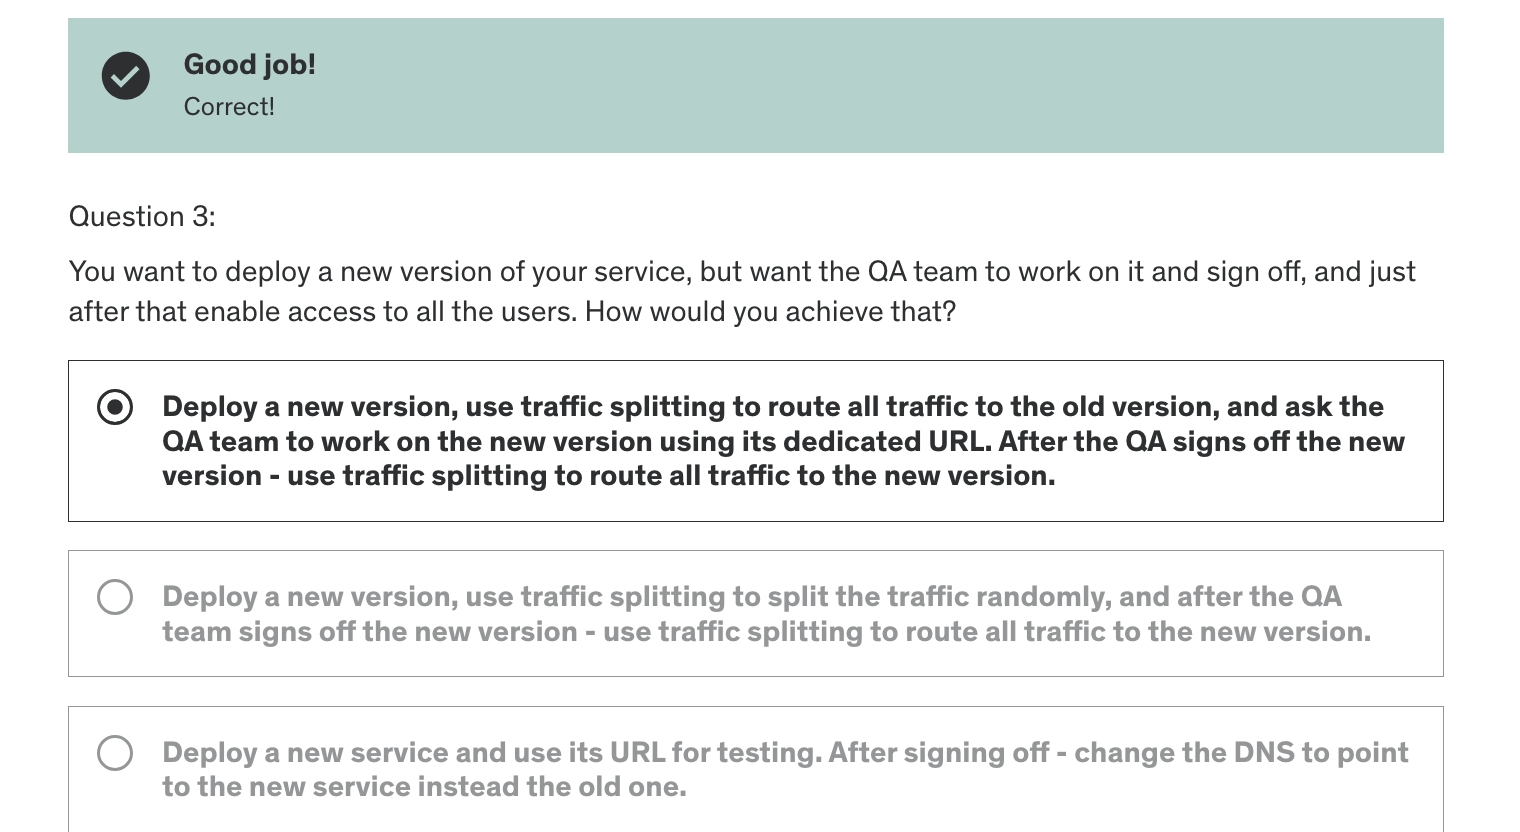 Good job!
Correct!
Question 3:
You want to deploy a new version of your service, but want the QA team to work on it and sign off, and just
after that enable access to all the users. How would you achieve that?
Deploy a new version, use traffic splitting to route all traffic to the old version, and ask the
QA team to work on the new version using its dedicated URL. After the QA signs off the new
version - use traffic splitting to route all traffic to the new version.
Deploy a new version, use traffic splitting to split the traffic randomly, and after the QA
team signs off the new version - use traffic splitting to route all traffic to the new version.
Deploy a new service and use its URL for testing. After signing off - change the DNS to point
to the new service instead the old one.